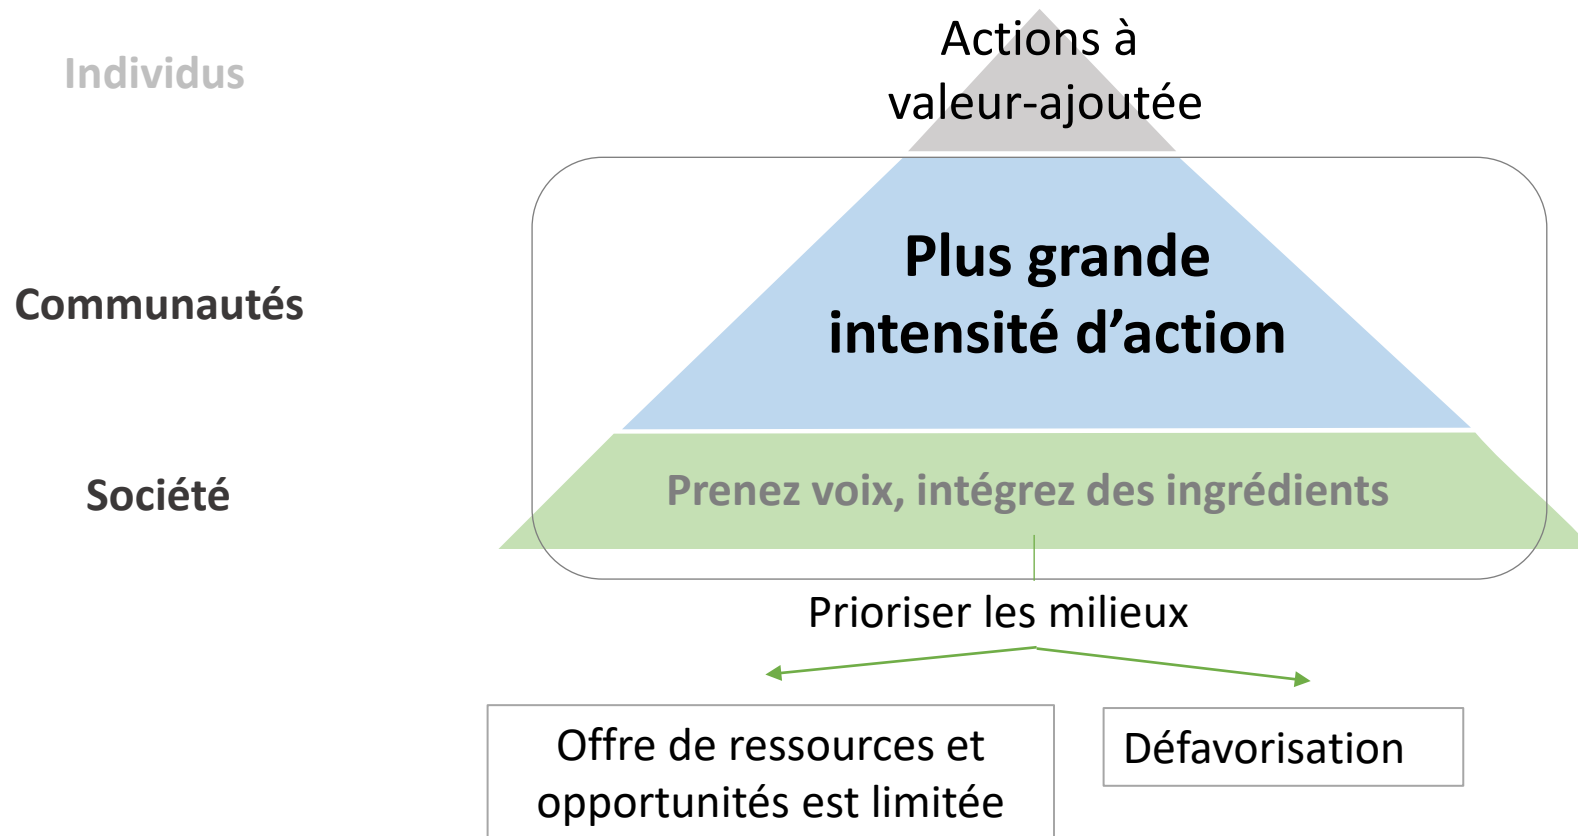 Individus
Actions à
valeur-ajoutée
Communautés
Plus grande
intensité d’action
Société
Prenez voix, intégrez des ingrédients
Prioriser les milieux
Offre de ressources et
opportunités est limitée
Défavorisation